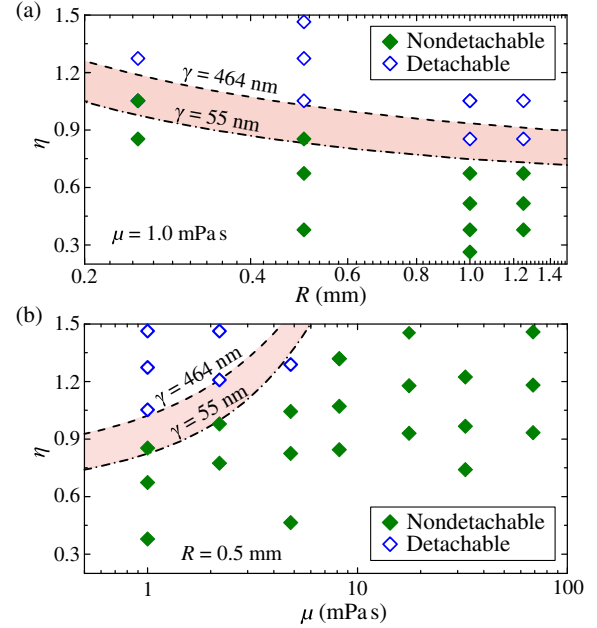 (a)
1.5
1.2
0.9
0.6
0.3
η
γ = 464 nm
γ = 55 nm
Nondetachable
Detachable
μ = 1.0 mPa s
0.2 0.4 0.6 0.8 1.0 1.2 1.4
R (mm)
(b)
1.5
1.2
0.9
0.6
0.3
η
γ = 464 nm
γ = 55 nm
R = 0.5 mm
Nondetachable
Detachable
1 10 100
μ (mPa s)